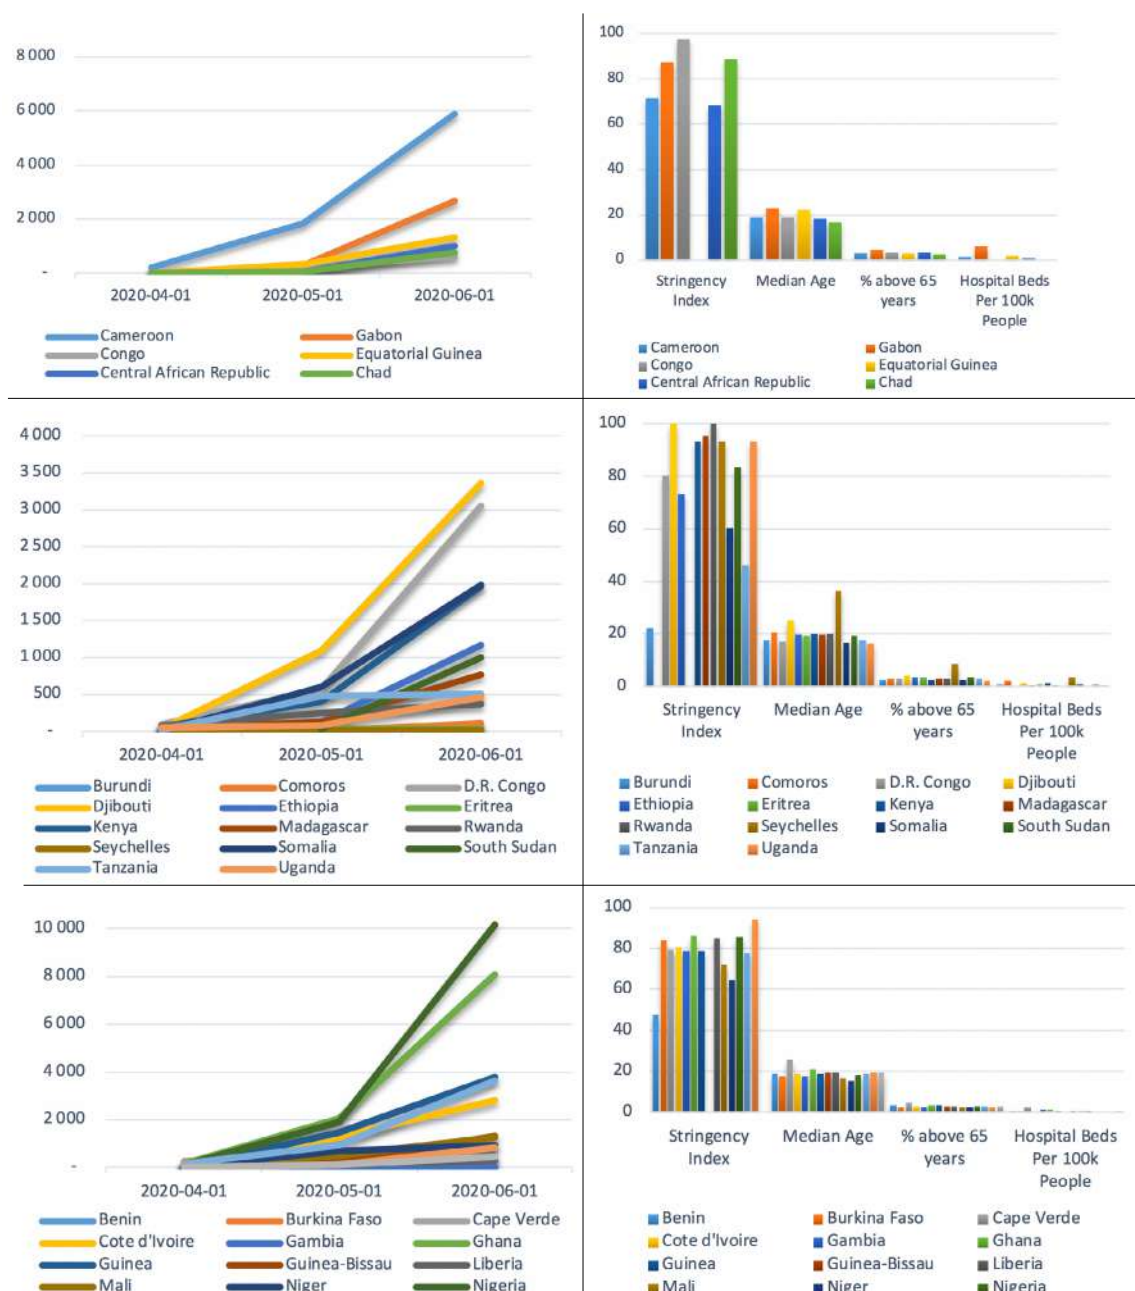 8 000
6 000
4 000
2 000
-
2020-04-01 2020-05-01 2020-06-01
Cameroon Gabon
Congo Equatorial Guinea
Central African Republic Chad
100
80
60
40
20
0
Stringency Index Median Age % above 65 years Hospital Beds Per 100k People
Cameroon Gabon
Congo Equatorial Guinea
Central African Republic Chad
4 000
3 500
3 000
2 500
2 000
1 500
1 000
500
-
2020-04-01 2020-05-01 2020-06-01
Burundi Comoros D.R. Congo
Djibouti Ethiopia Eritrea
Kenya Madagascar Rwanda
Seychelles Somalia South Sudan
Tanzania Uganda
100
80
60
40
20
0
Stringency Index Median Age % above 65 years Hospital Beds Per 100k People
Burundi Comoros D.R. Congo Djibouti
Ethiopia Eritrea Kenya Madagascar
Rwanda Seychelles Somalia South Sudan
Tanzania Uganda
10 000
8 000
6 000
4 000
2 000
-
2020-04-01 2020-05-01 2020-06-01
Benin Burkina Faso Cape Verde
Cote d'Ivoire Gambia Ghana
Guinea Guinea-Bissau Liberia
Mali Niger Nigeria
100
80
60
40
20
0
Stringency Index Median Age % above 65 years Hospital Beds Per 100k People
Benin Burkina Faso Cape Verde
Cote d'Ivoire Gambia Ghana
Guinea Guinea-Bissau Liberia
Mali Niger Nigeria